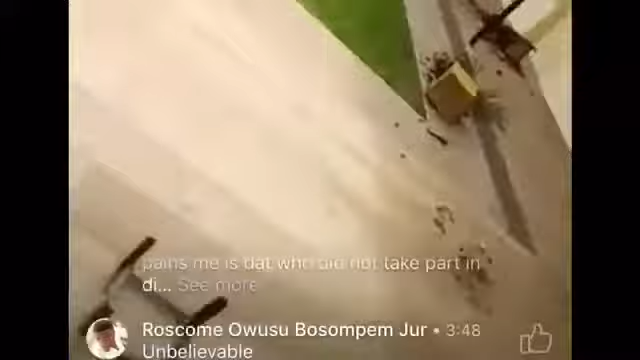 pains me is dat who did not take part in
di... See more
Roscome Owusu Bosompem Jur • 3:48
Unbelievable